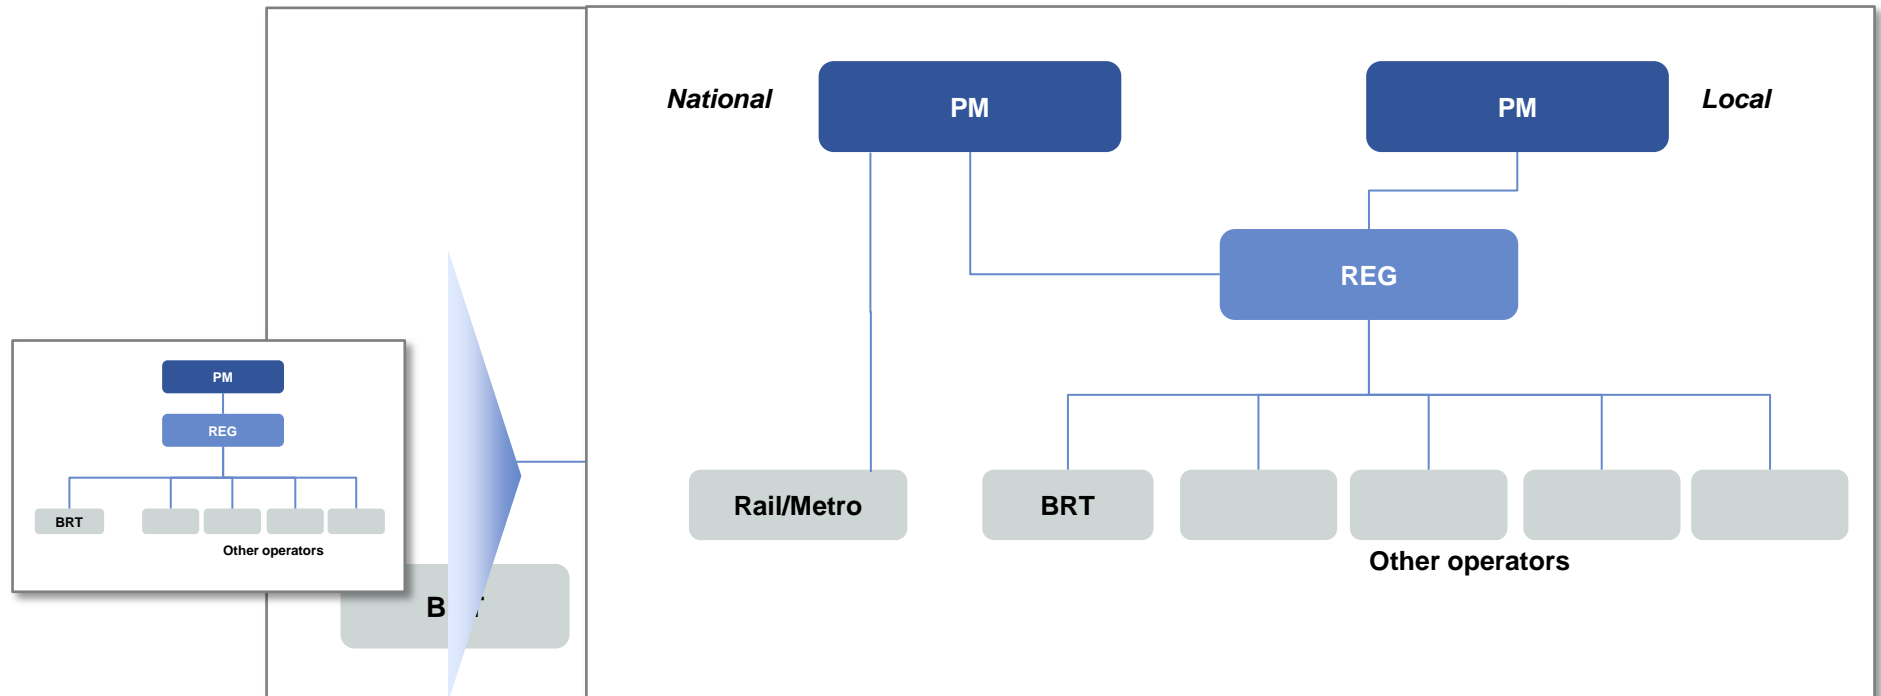 National
PM
PM
Local
REG
Rail/Metro
BRT
Other operators
PM
REG
BRT
Other operators